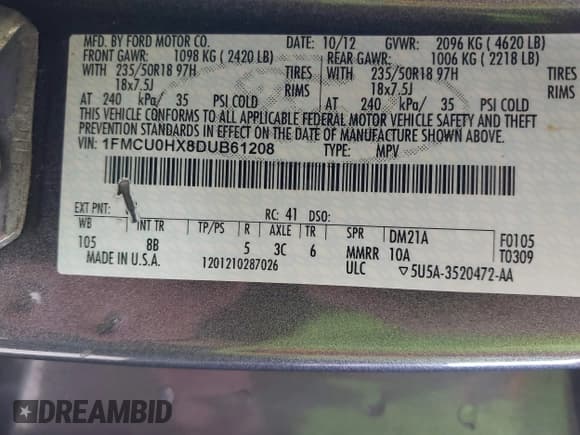 MFD. BY FORD MOTOR CO. DATE: 10/12 GVWR: 2096 KG ( 4620 LB)
FRONT GAWR: 1098 KG ( 2420 LB) REAR GAWR: 1006 KG ( 2218 LB)
WITH 235/50R18 97H TIRES WITH 235/50R18 97H TIRES
18x7.5J RIMS 18x7.5J RIMS
AT 240 kPa/ 35 PSI COLD AT 240 kPa/ 35 PSI COLD
THIS VEHICLE CONFORMS TO ALL APPLICABLE FEDERAL MOTOR VEHICLE SAFETY AND THEFT
PREVENTION STANDARDS IN EFFECT ON THE DATE OF MANUFACTURE SHOWN ABOVE.
VIN: 1FMCU0HX8DUB61208 TYPE: MPV
EXT PNT: RC: 41 DSO:
WB INT TR TP/PS R AXLE TR SPR DM21A F0105
105 8B 5 3C 6 MMRR 10A T0309
MADE IN U.S.A. 1201210287026 ULC ▽5U5A-3520472-AA
DREAMBID